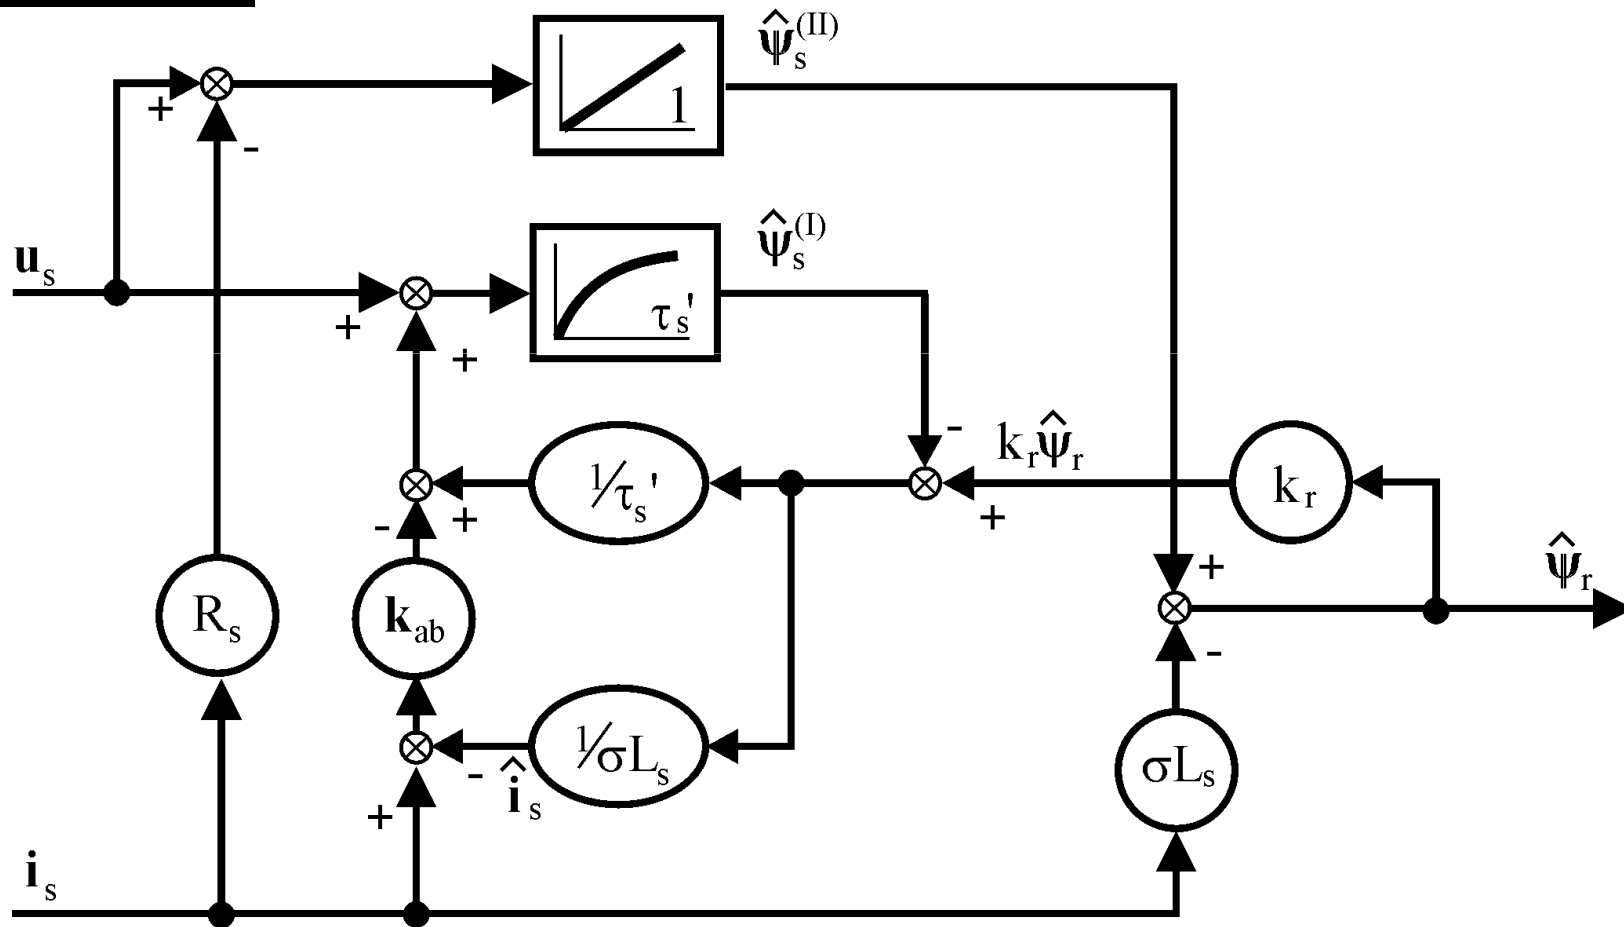 ψ̂s(II)
+
-
1
us
ψ̂s(I)
τs'
+
+
-
krψ̂r
kr
1/τs'
-
+
+
+
ψ̂r
Rs
kab
-
1/σLs
σLs
- îs
+
is